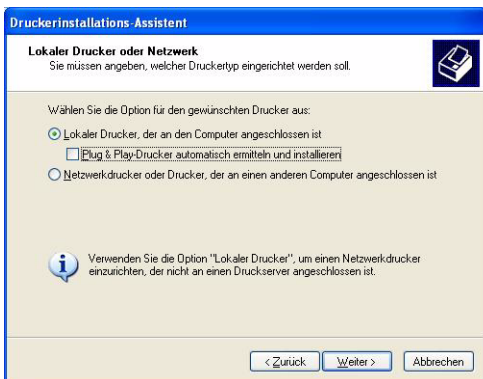 Druckerinstallations-Assistent
Lokaler Drucker oder Netzwerk
Sie müssen angeben, welcher Druckertyp eingerichtet werden soll.
Wählen Sie die Option für den gewünschten Drucker aus:
Lokaler Drucker, der an den Computer angeschlossen ist
Plug & Play-Drucker automatisch ermitteln und installieren
Netzwerkdrucker oder Drucker, der an einen anderen Computer angeschlossen ist
Verwenden Sie die Option "Lokaler Drucker", um einen Netzwerkdrucker
einzurichten, der nicht an einen Druckserver angeschlossen ist.
< Zurück Weiter > Abbrechen